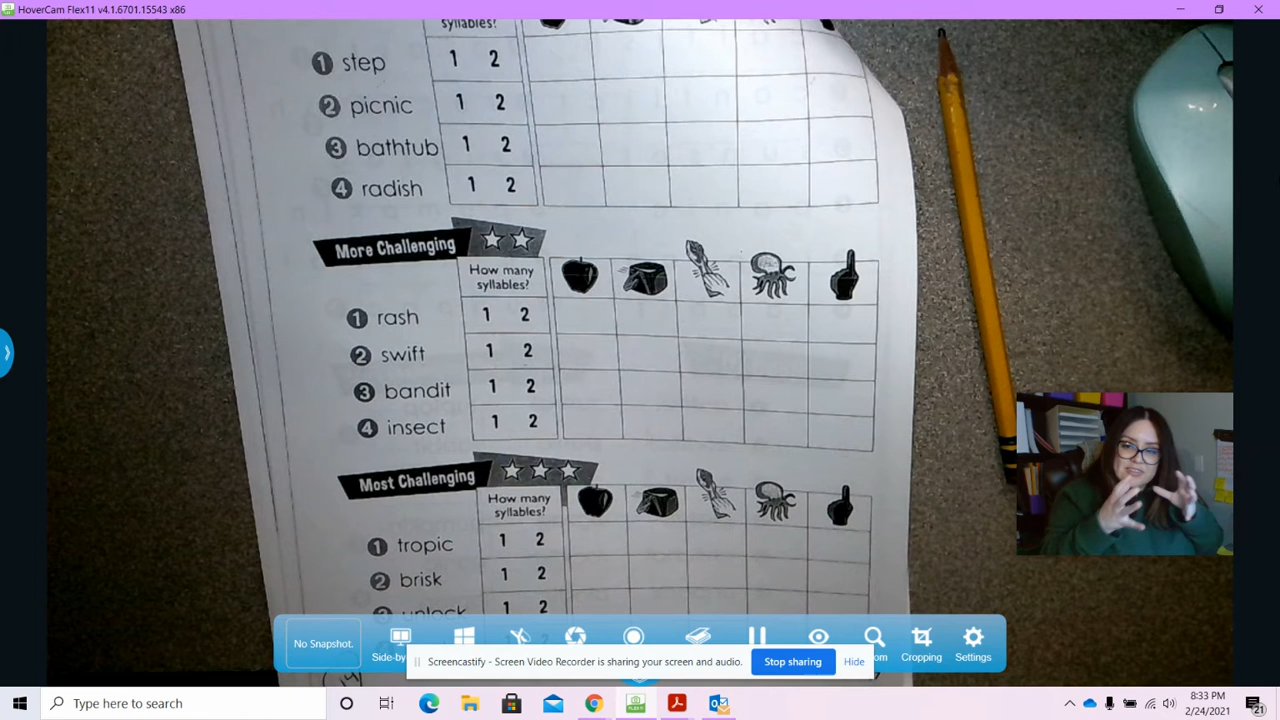 HoverCam Flex11 v4.1.6701.15543 x86
syllables?
1 step 1 2
2 picnic 1 2
3 bathtub 1 2
4 radish 1 2
More Challenging
How many
syllables?
1 rash 1 2
2 swift 1 2
3 bandit 1 2
4 insect 1 2
Most Challenging
How many
syllables?
1 tropic 1 2
2 brisk 1 2
3 unlock 1 2
No Snapshot.
Side-by
Cropping
Settings
Screencastify - Screen Video Recorder is sharing your screen and audio.
Stop sharing
Hide
Type here to search
8:33 PM
2/24/2021
21